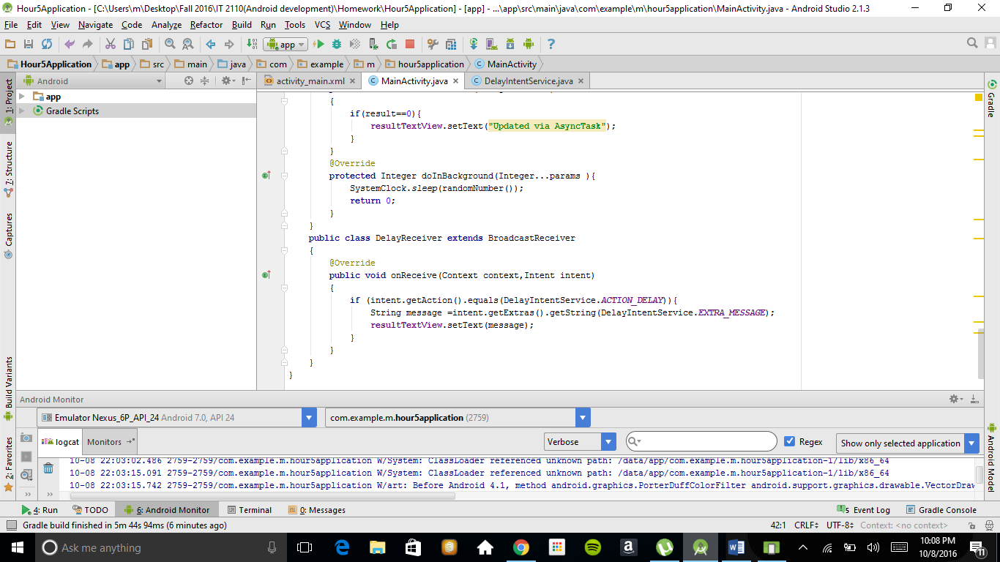 Hour5Application - [C:\Users\m\Desktop\Fall 2016\IT 2110(Android development)\Homework\Hour5Application] - [app] - ...\app\src\main\java\com\example\m\hour5application\MainActivity.java - Android Studio 2.1.3
File Edit View Navigate Code Analyze Refactor Build Run Tools VCS Window Help
app
Hour5Application app src main java com example m hour5application MainActivity
1: Project
7: Structure
Captures
Build Variants
2: Favorites
Android
app
Gradle Scripts
activity_main.xml MainActivity.java DelayIntentService.java
{
if(result==0){
resultTextView.setText("Updated via AsyncTask");
}
}
@Override
protected Integer doInBackground(Integer...params ){
SystemClock.sleep(randomNumber());
return 0;
}
}
public class DelayReceiver extends BroadcastReceiver
{
@Override
public void onReceive(Context context,Intent intent)
{
if (intent.getAction().equals(DelayIntentService.ACTION_DELAY)){
String message =intent.getExtras().getString(DelayIntentService.EXTRA_MESSAGE);
resultTextView.setText(message);
}
}
}
}
Gradle
Android Model
Android Monitor
Emulator Nexus_6P_API_24 Android 7.0, API 24 com.example.m.hour5application (2759)
logcat Monitors Verbose Regex Show only selected application
10-08 22:03:02.486 2759-2759/com.example.m.hour5application W/System: ClassLoader referenced unknown path: /data/app/com.example.m.hour5application-1/lib/x86_64
10-08 22:03:15.091 2759-2759/com.example.m.hour5application W/System: ClassLoader referenced unknown path: /data/app/com.example.m.hour5application-1/lib/x86_64
10-08 22:03:15.742 2759-2759/com.example.m.hour5application W/art: Before Android 4.1, method android.graphics.PorterDuffColorFilter android.support.graphics.drawable.VectorDraw
4: Run TODO 6: Android Monitor Terminal 0: Messages 5 Event Log Gradle Console
Gradle build finished in 5m 44s 94ms (6 minutes ago) 42:1 CRLF UTF-8 Context: <no context>
Ask me anything 10:08 PM
10/8/2016 11